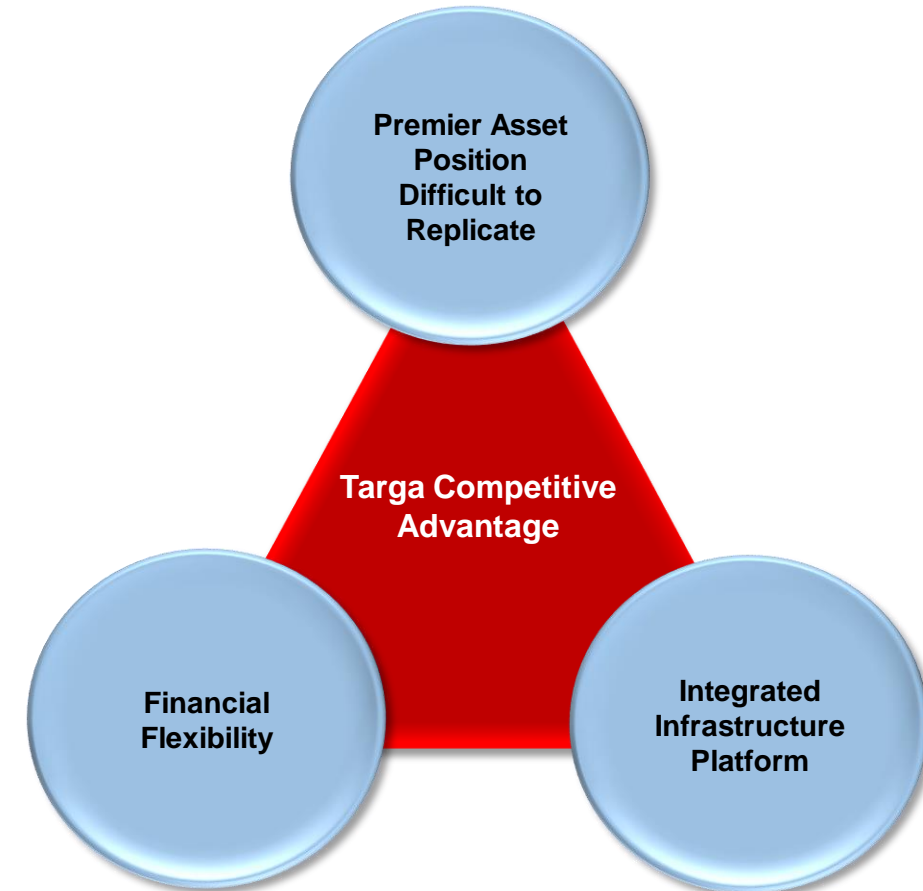 Premier Asset
Position
Difficult to
Replicate
Targa Competitive
Advantage
Financial
Flexibility
Integrated
Infrastructure
Platform